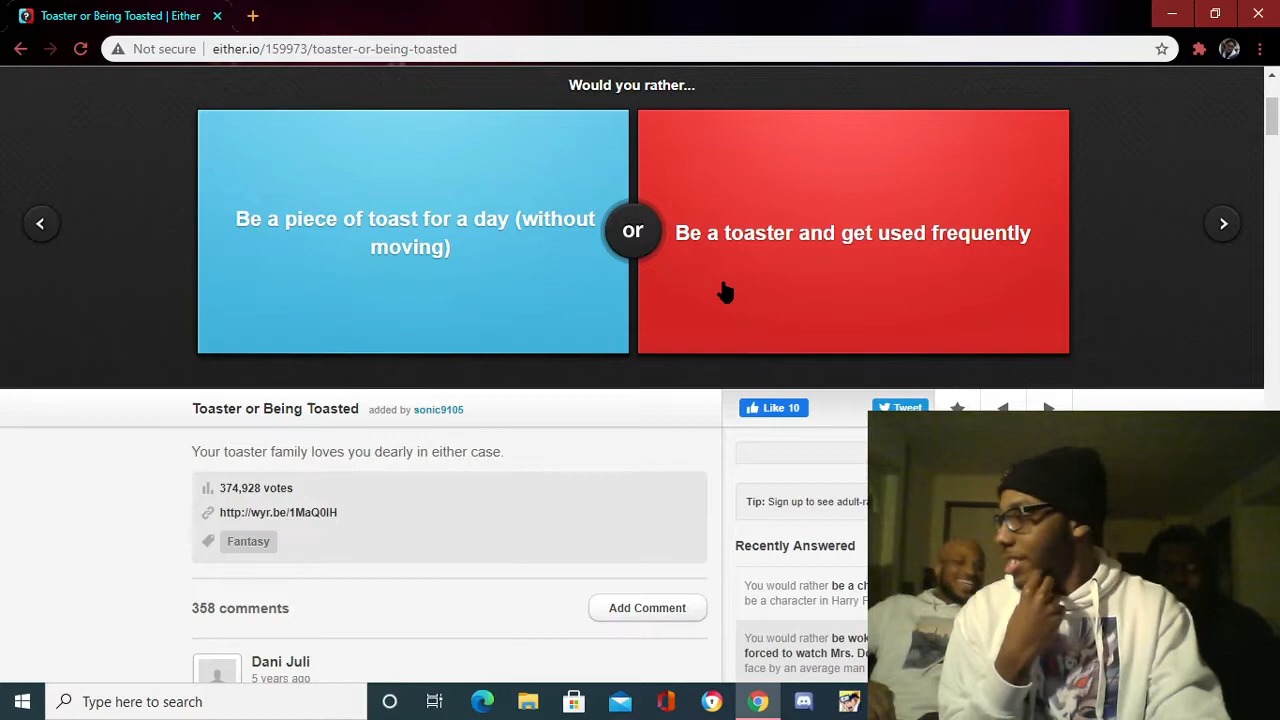 Toaster or Being Toasted | Either
Not secure
either.io/159973/toaster-or-being-toasted
Would you rather...
Be a piece of toast for a day (without
moving)
or
Be a toaster and get used frequently
Toaster or Being Toasted added by sonic9105
Like 10
Tweet
Your toaster family loves you dearly in either case.
374,928 votes
http://wyr.be/1MaQ0IH
Fantasy
Tip: Sign up to see adult-ra
Recently Answered
You would rather be a ch
be a character in Harry P
You would rather be wok
forced to watch Mrs. Do
face by an average man
358 comments
Add Comment
Dani Juli
5 years ago
Type here to search